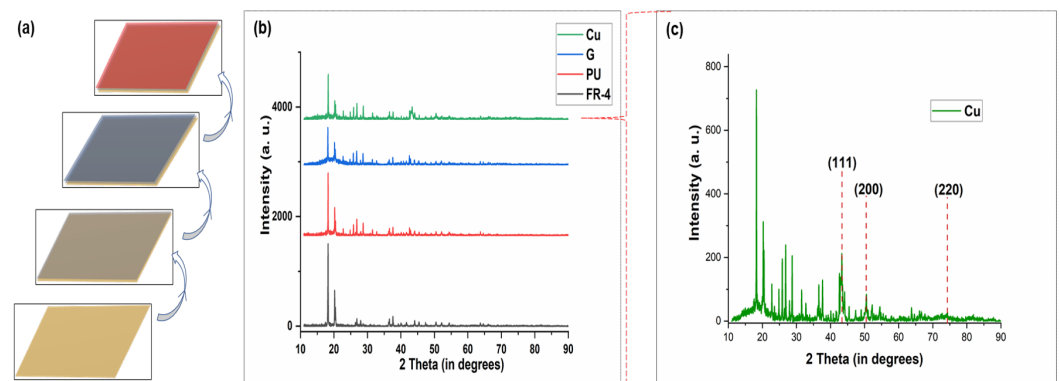 (a)
(b)
Cu
G
PU
FR-4
4000
2000
0
Intensity (a. u.)
10 20 30 40 50 60 70 80 90
2 Theta (in degrees)
(c)
Cu
800
600
400
200
0
Intensity (a. u.)
(111)
(200)
(220)
10 20 30 40 50 60 70 80 90
2 Theta (in degrees)